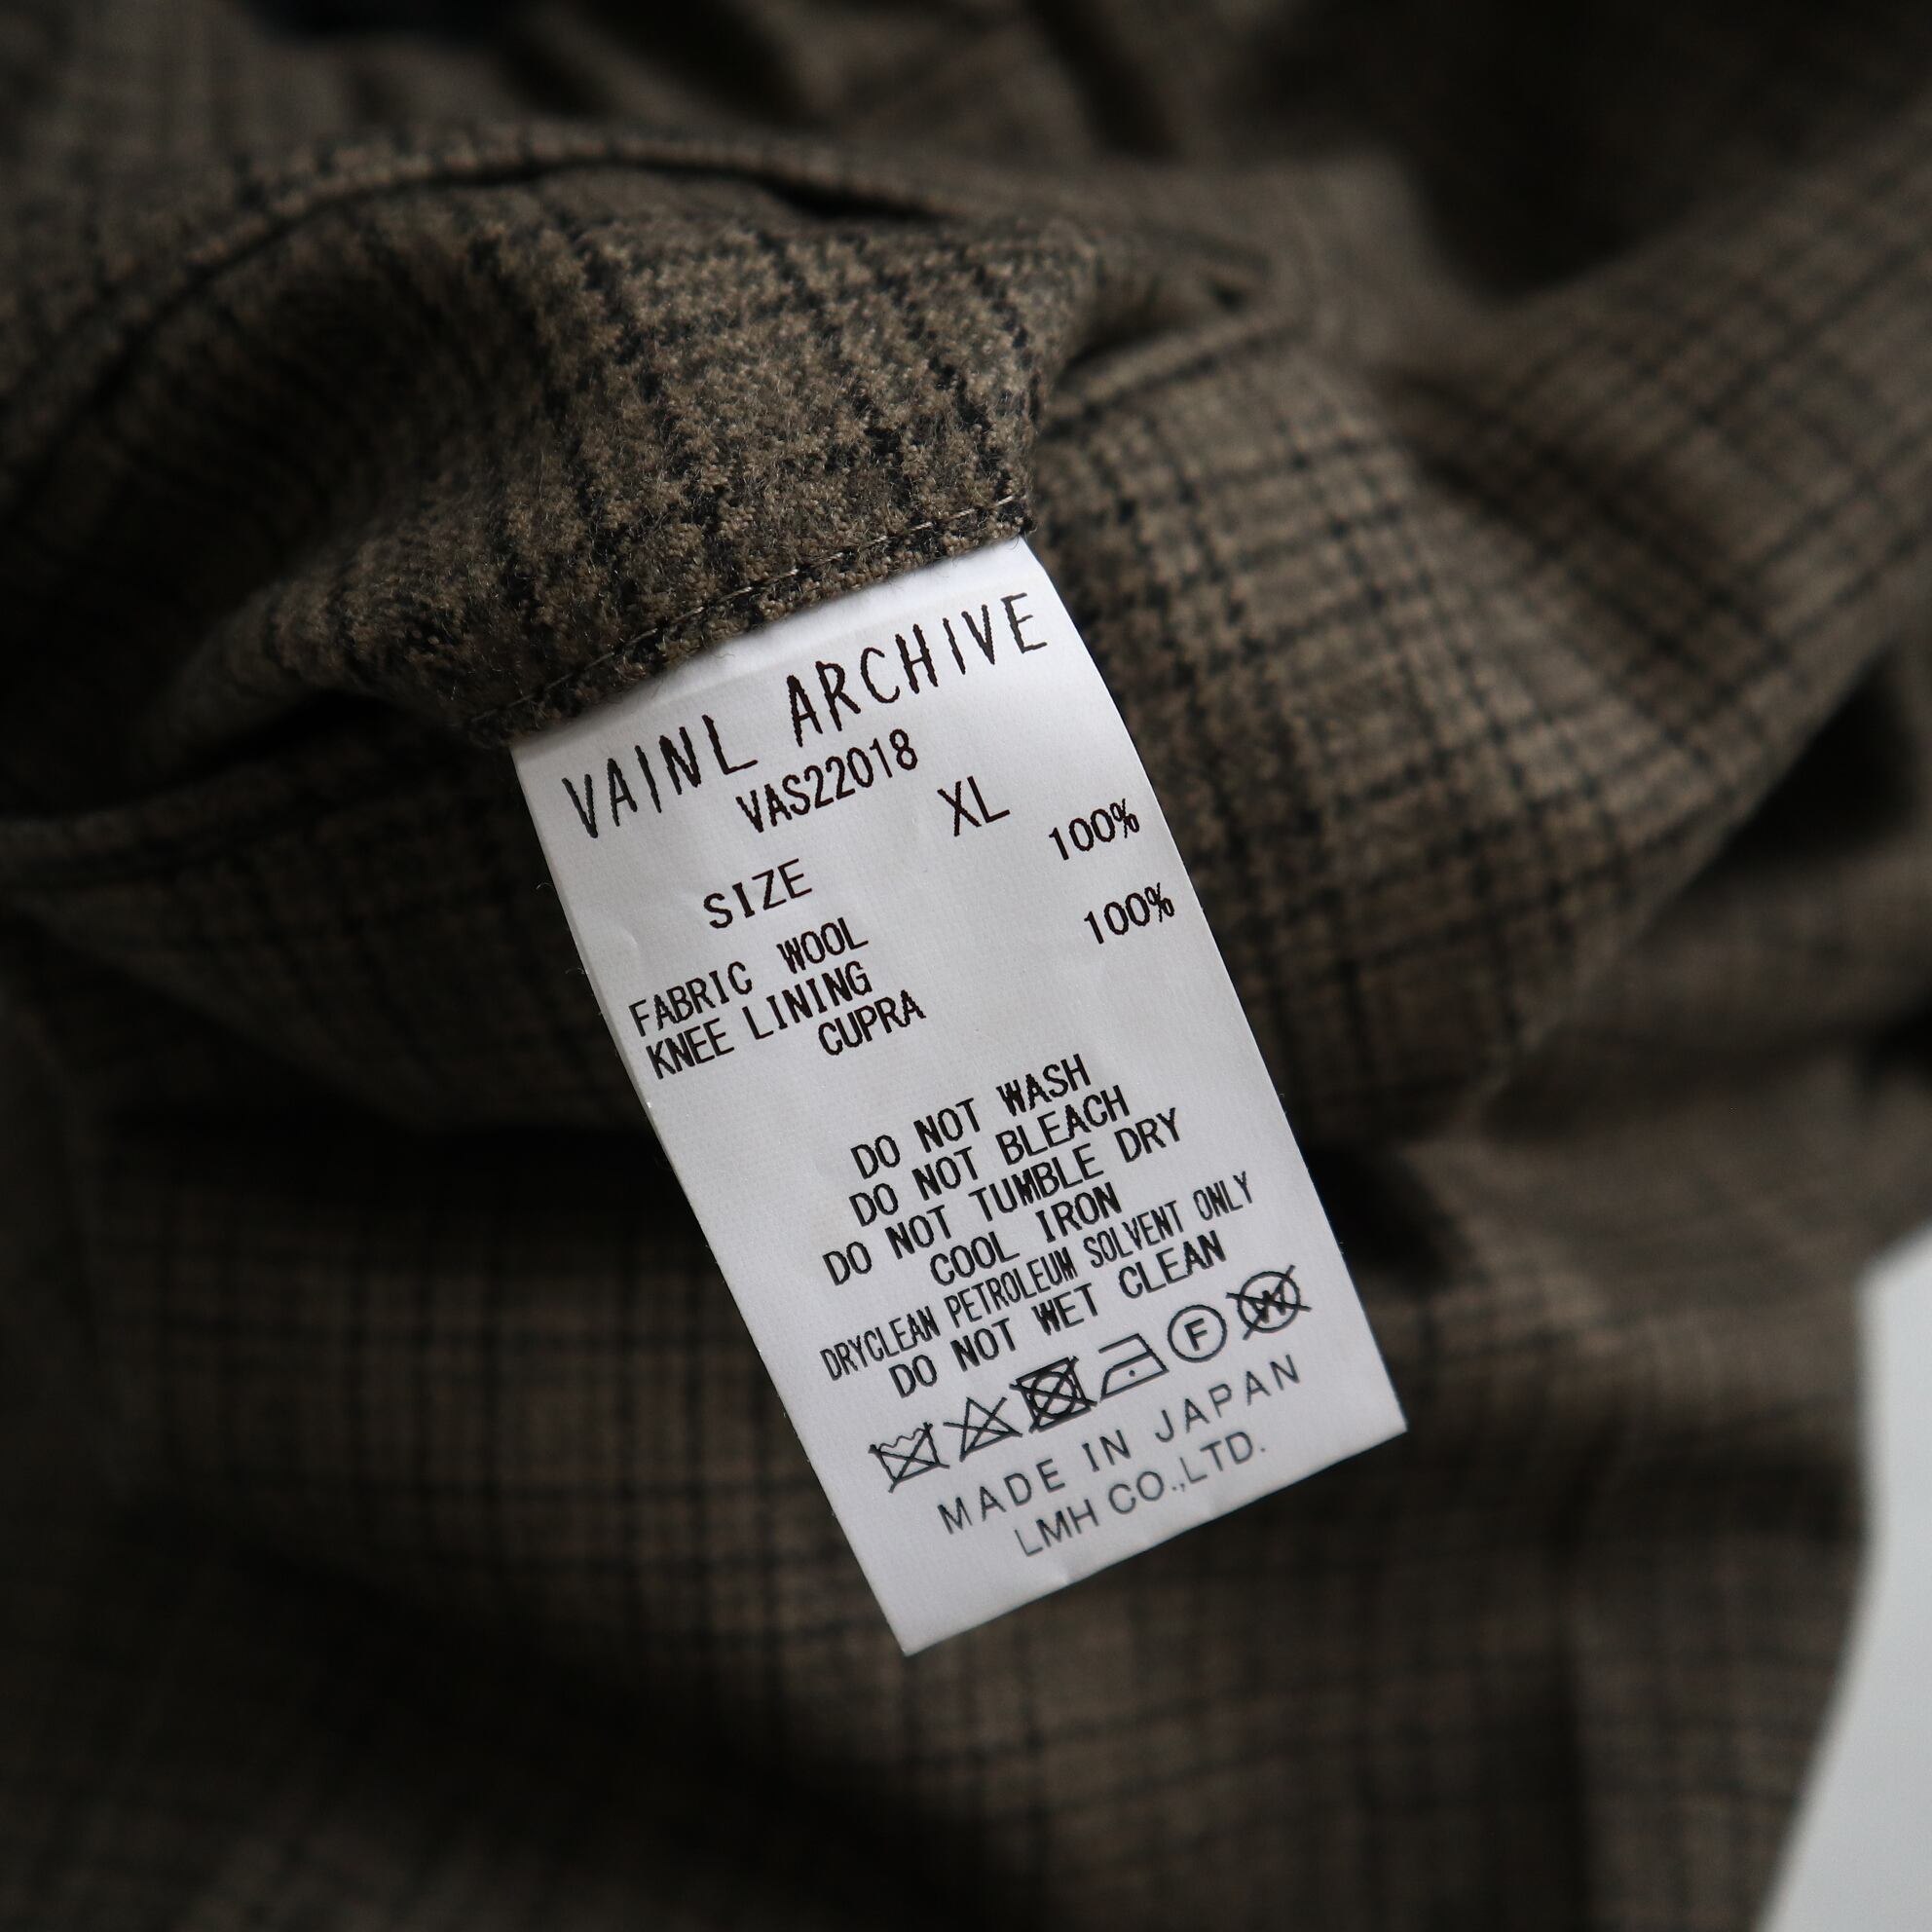 VAINL ARCHIVE
VAS22018
SIZE XL
FABRIC WOOL 100%
KNEE LINING
CUPRA 100%
DO NOT WASH
DO NOT BLEACH
DO NOT TUMBLE DRY
COOL IRON
DRYCLEAN PETROLEUM SOLVENT ONLY
DO NOT WET CLEAN
F W
MADE IN JAPAN
LMH CO.,LTD.